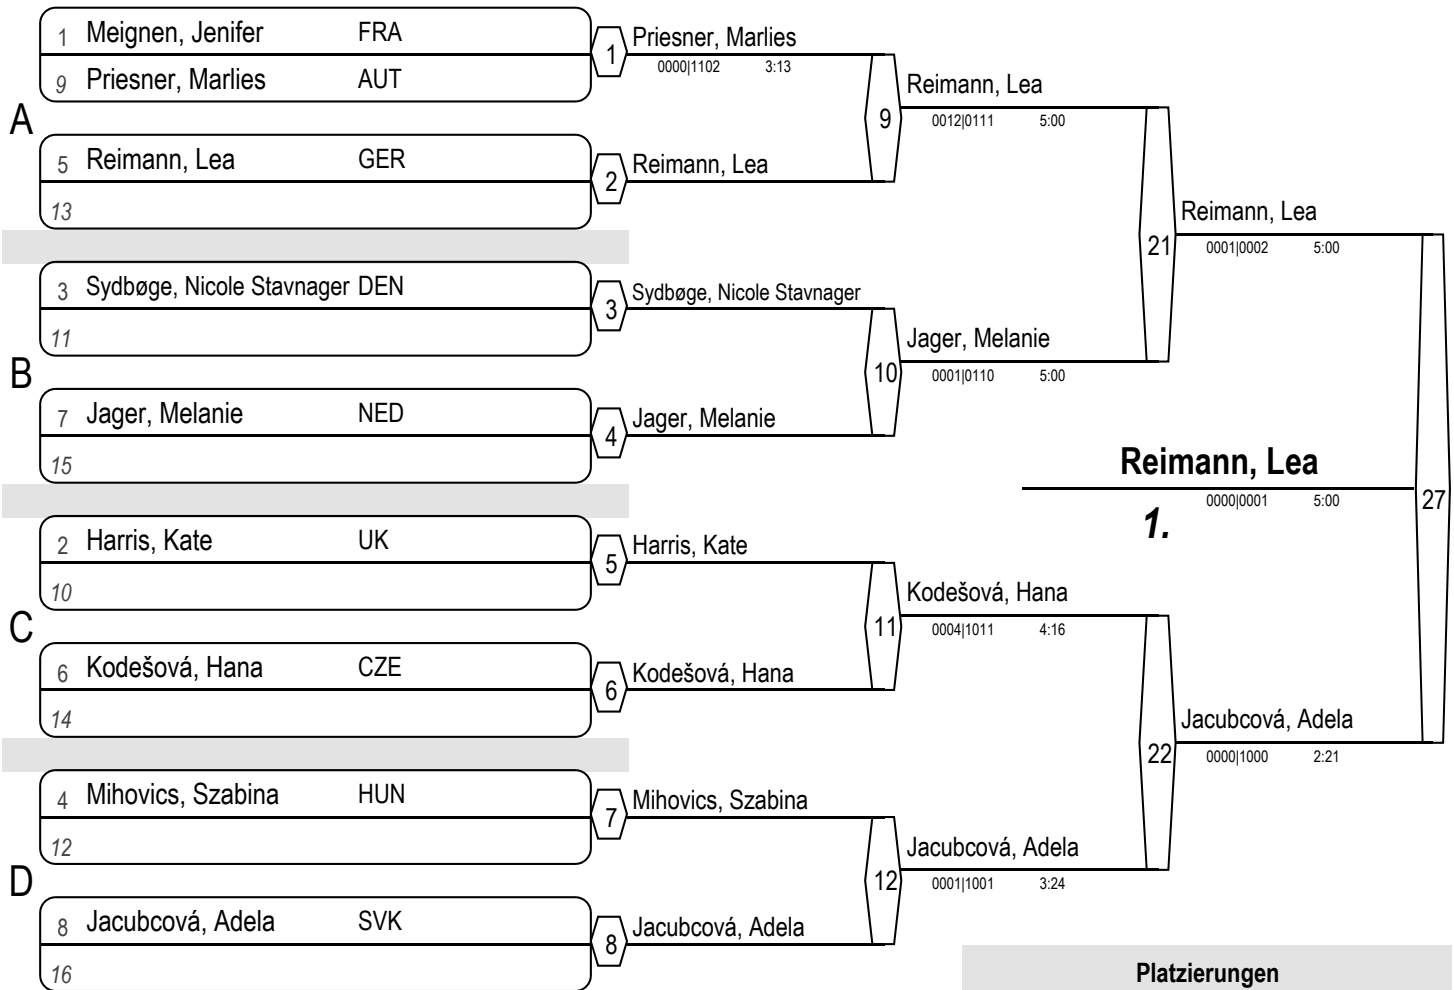 1 Meignen, Jenifer FRA
9 Priesner, Marlies AUT
A
5 Reimann, Lea GER
13
3 Sydbøge, Nicole Stavnager DEN
11
B
7 Jager, Melanie NED
15
2 Harris, Kate UK
10
C
6 Kodešová, Hana CZE
14
4 Mihovics, Szabina HUN
12
D
8 Jacubcová, Adela SVK
16
1 Priesner, Marlies
0000|1102 3:13
2 Reimann, Lea
3 Sydbøge, Nicole Stavnager
4 Jager, Melanie
5 Harris, Kate
6 Kodešová, Hana
7 Mihovics, Szabina
8 Jacubcová, Adela
9 Reimann, Lea
0012|0111 5:00
10 Jager, Melanie
0001|0110 5:00
11 Kodešová, Hana
0004|1011 4:16
12 Jacubcová, Adela
0001|1001 3:24
21 Reimann, Lea
0001|0002 5:00
22 Jacubcová, Adela
0000|1000 2:21
Reimann, Lea
27
0000|0001 5:00
1.
Platzierungen